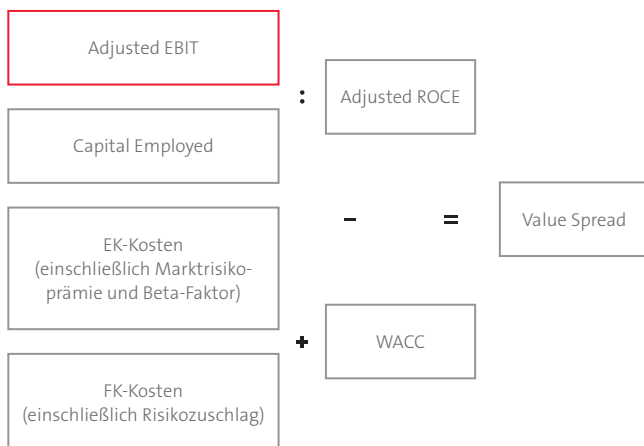 Adjusted EBIT
:
Adjusted ROCE
Capital Employed
–
=
Value Spread
EK-Kosten
(einschließlich Marktrisiko-
prämie und Beta-Faktor)
+
WACC
FK-Kosten
(einschließlich Risikozuschlag)